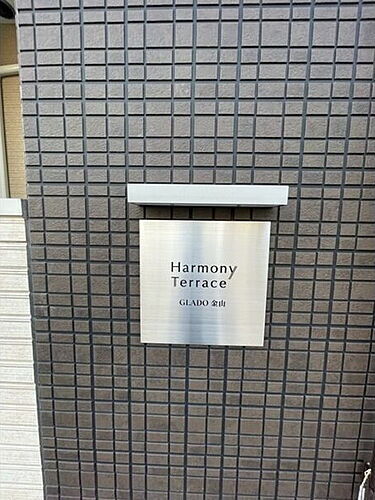 Harmony
Terrace
GLADO 金山